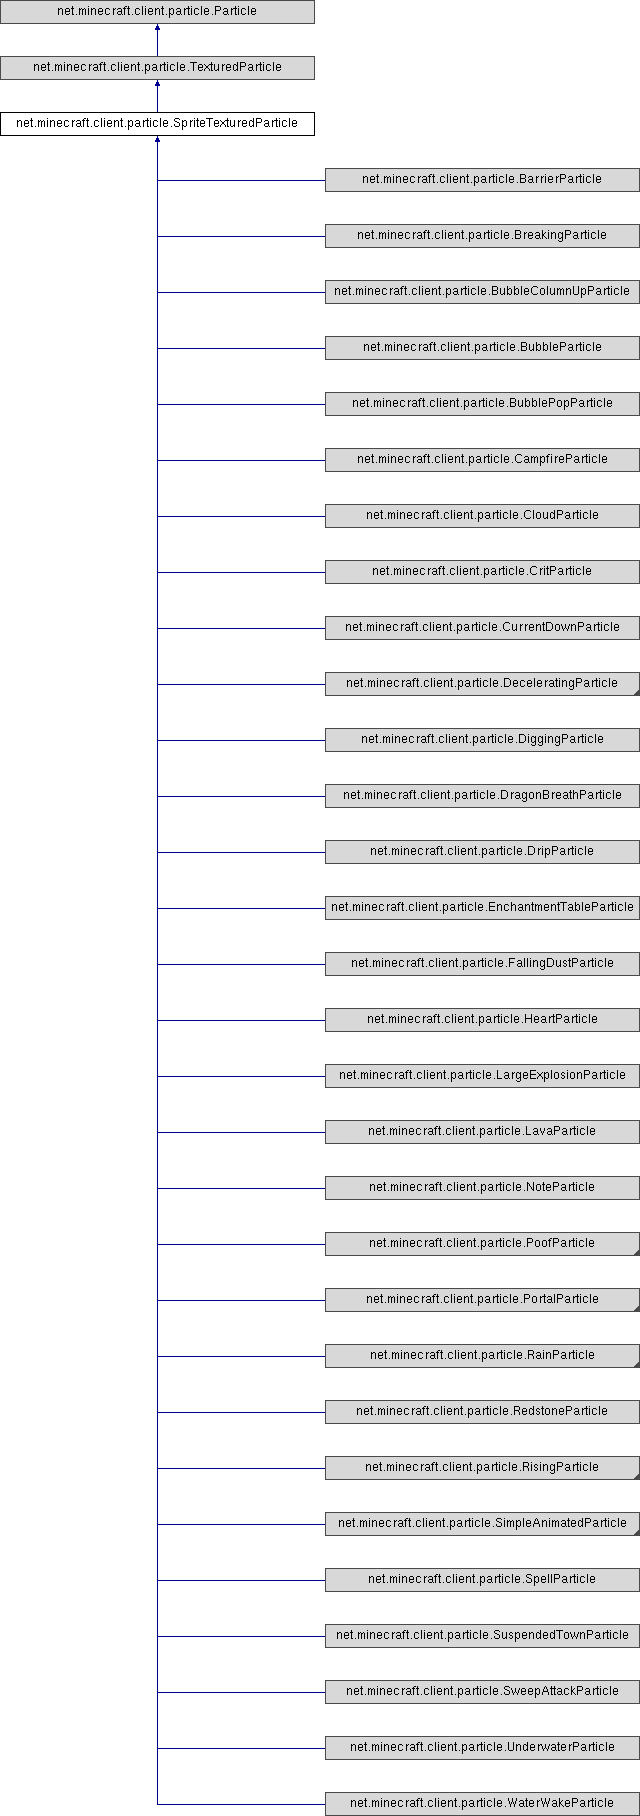 net.minecraft.client.particle.Particle
net.minecraft.client.particle.TexturedParticle
net.minecraft.client.particle.SpriteTexturedParticle
net.minecraft.client.particle.BarrierParticle
net.minecraft.client.particle.BreakingParticle
net.minecraft.client.particle.BubbleColumnUpParticle
net.minecraft.client.particle.BubbleParticle
net.minecraft.client.particle.BubblePopParticle
net.minecraft.client.particle.CampfireParticle
net.minecraft.client.particle.CloudParticle
net.minecraft.client.particle.CritParticle
net.minecraft.client.particle.CurrentDownParticle
net.minecraft.client.particle.DeceleratingParticle
net.minecraft.client.particle.DiggingParticle
net.minecraft.client.particle.DragonBreathParticle
net.minecraft.client.particle.DripParticle
net.minecraft.client.particle.EnchantmentTableParticle
net.minecraft.client.particle.FallingDustParticle
net.minecraft.client.particle.HeartParticle
net.minecraft.client.particle.LargeExplosionParticle
net.minecraft.client.particle.LavaParticle
net.minecraft.client.particle.NoteParticle
net.minecraft.client.particle.PoofParticle
net.minecraft.client.particle.PortalParticle
net.minecraft.client.particle.RainParticle
net.minecraft.client.particle.RedstoneParticle
net.minecraft.client.particle.RisingParticle
net.minecraft.client.particle.SimpleAnimatedParticle
net.minecraft.client.particle.SpellParticle
net.minecraft.client.particle.SuspendedTownParticle
net.minecraft.client.particle.SweepAttackParticle
net.minecraft.client.particle.UnderwaterParticle
net.minecraft.client.particle.WaterWakeParticle